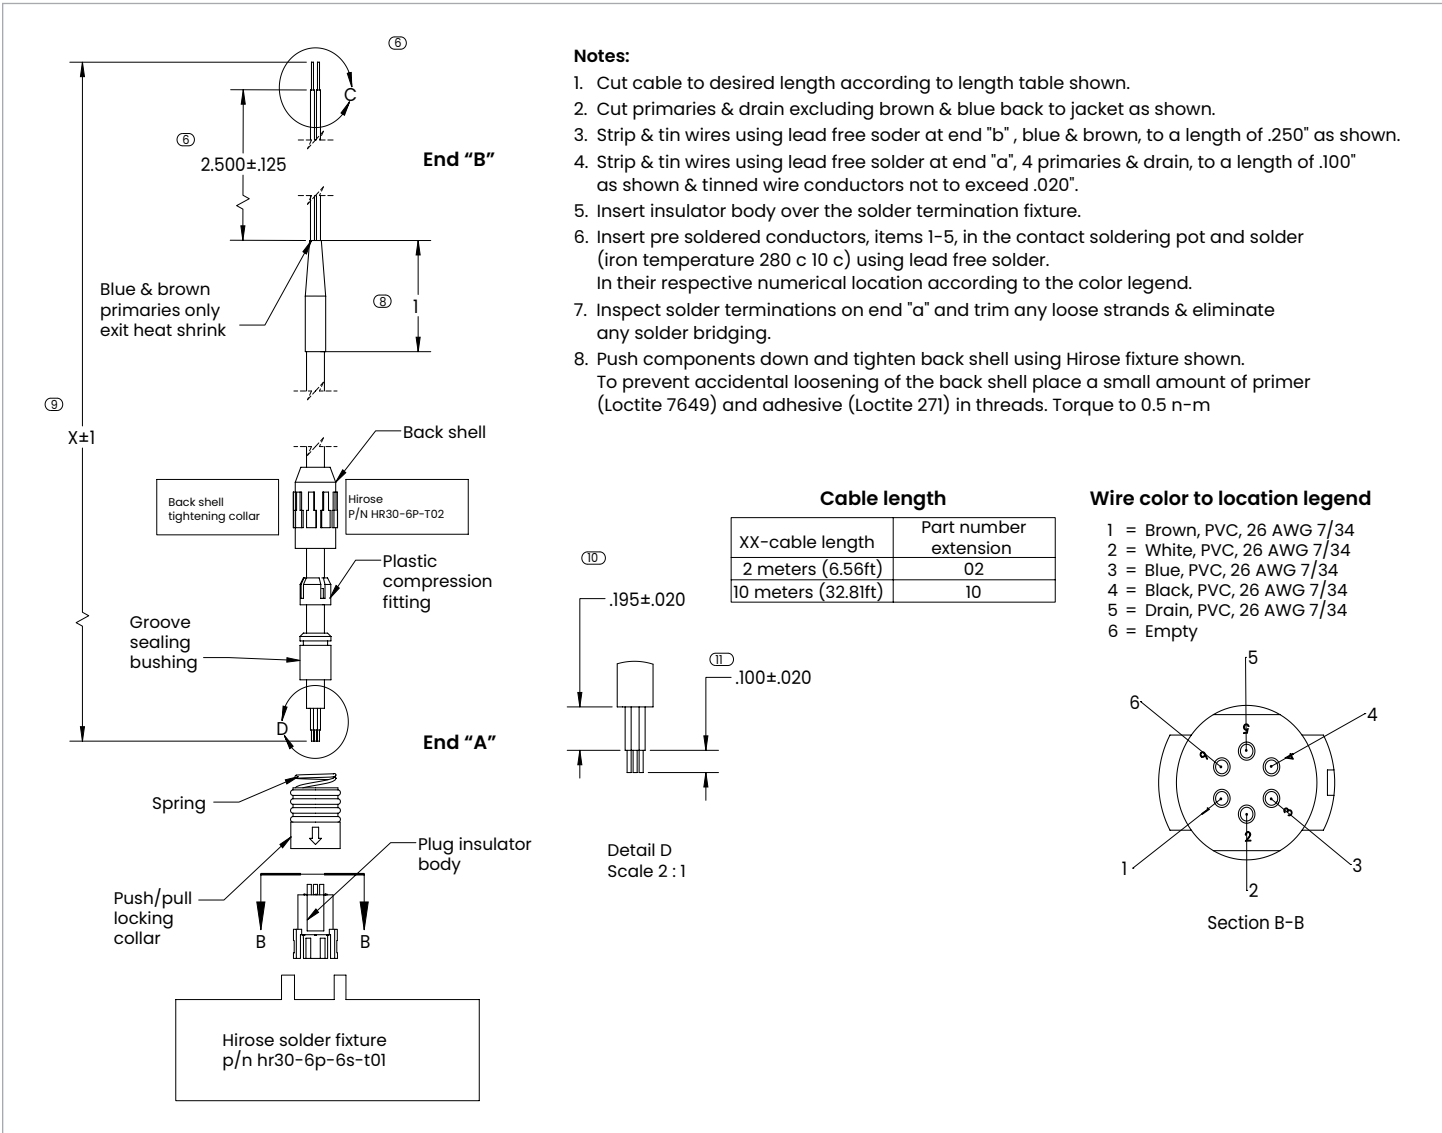 6
C
6
2.500±.125
End “B”
Blue & brown
primaries only
exit heat shrink
8
1
9
X±1
Back shell
Back shell
tightening collar
Hirose
P/N HR30-6P-T02
Plastic
compression
fitting
Groove
sealing
bushing
D
End “A”
Spring
Push/pull
locking
collar
Plug insulator
body
B
B
Hirose solder fixture
p/n hr30-6p-6s-t01
Notes:
1. Cut cable to desired length according to length table shown.
2. Cut primaries & drain excluding brown & blue back to jacket as shown.
3. Strip & tin wires using lead free soder at end "b" , blue & brown, to a length of .250" as shown.
4. Strip & tin wires using lead free solder at end "a", 4 primaries & drain, to a length of .100"
as shown & tinned wire conductors not to exceed .020".
5. Insert insulator body over the solder termination fixture.
6. Insert pre soldered conductors, items 1-5, in the contact soldering pot and solder
(iron temperature 280 c 10 c) using lead free solder.
In their respective numerical location according to the color legend.
7. Inspect solder terminations on end "a" and trim any loose strands & eliminate
any solder bridging.
8. Push components down and tighten back shell using Hirose fixture shown.
To prevent accidental loosening of the back shell place a small amount of primer
(Loctite 7649) and adhesive (Loctite 271) in threads. Torque to 0.5 n-m
Cable length
XX-cable length
Part number
extension
2 meters (6.56ft) 02
10 meters (32.81ft) 10
Wire color to location legend
1 = Brown, PVC, 26 AWG 7/34
2 = White, PVC, 26 AWG 7/34
3 = Blue, PVC, 26 AWG 7/34
4 = Black, PVC, 26 AWG 7/34
5 = Drain, PVC, 26 AWG 7/34
6 = Empty
10
.195±.020
11
.100±.020
Detail D
Scale 2 : 1
5
6
4
5
6
3
2
1
3
2
Section B-B